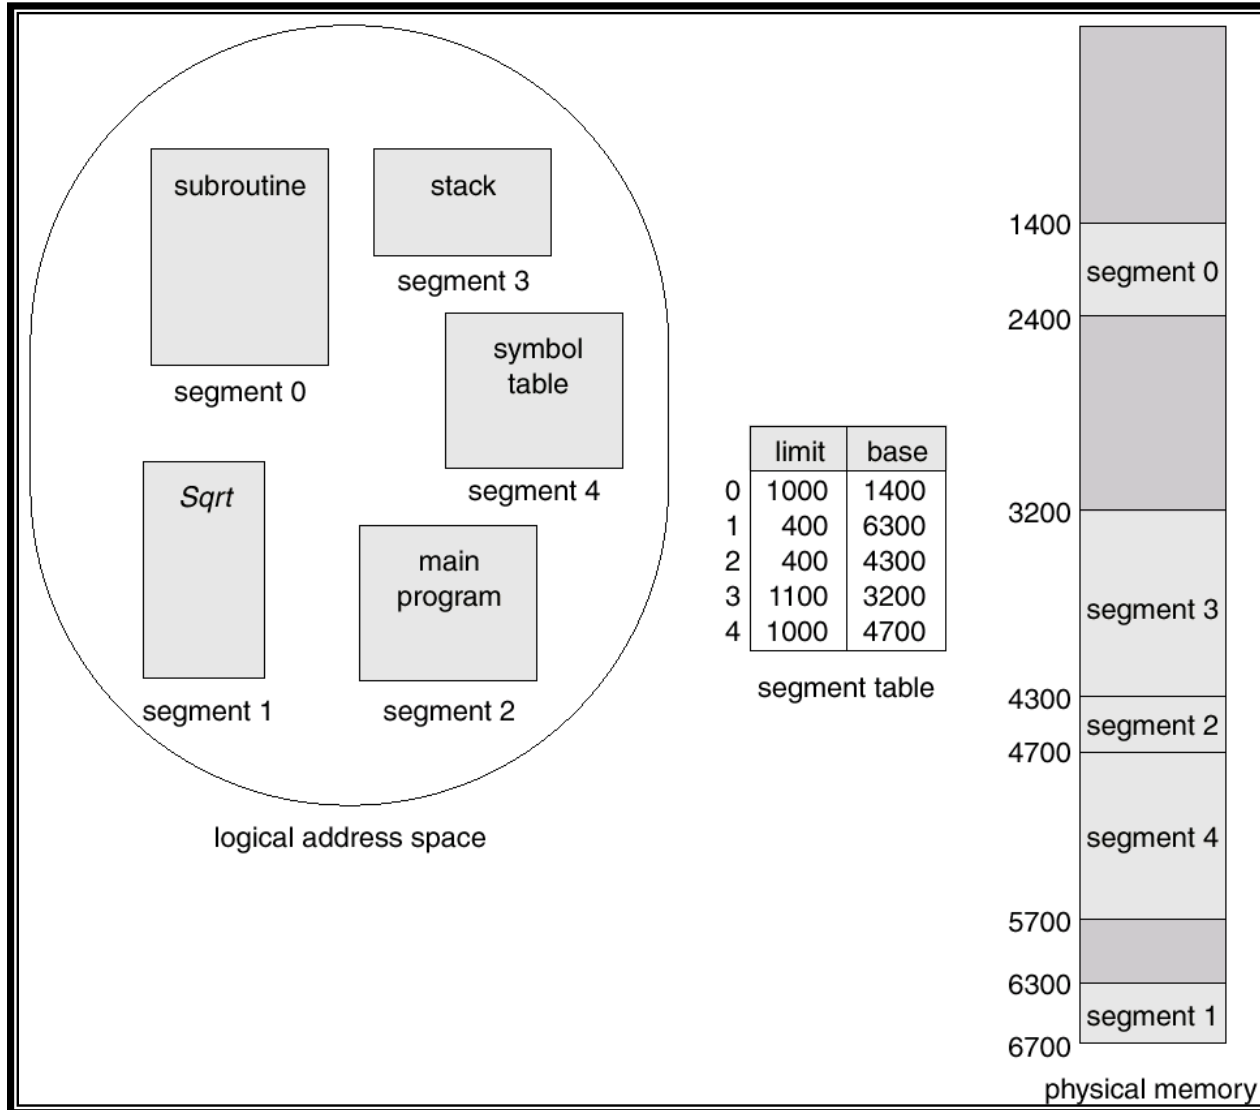 subroutine
segment 0
stack
segment 3
symbol
table
segment 4
Sqrt
segment 1
main
program
segment 2
logical address space
limit base
0 1000 1400
1 400 6300
2 400 4300
3 1100 3200
4 1000 4700
segment table
1400
segment 0
2400
3200
segment 3
4300
segment 2
4700
segment 4
5700
6300
segment 1
6700
physical memory